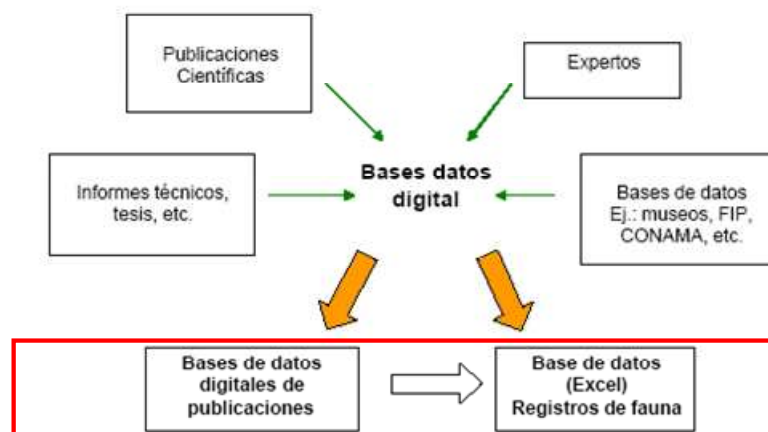 Publicaciones
Científicas
Expertos
Informes técnicos,
tesis, etc.
Bases datos
digital
Bases de datos
Ej.: museos, FIP,
CONAMA, etc.
Bases de datos
digitales de
publicaciones
Base de datos
(Excel)
Registros de fauna